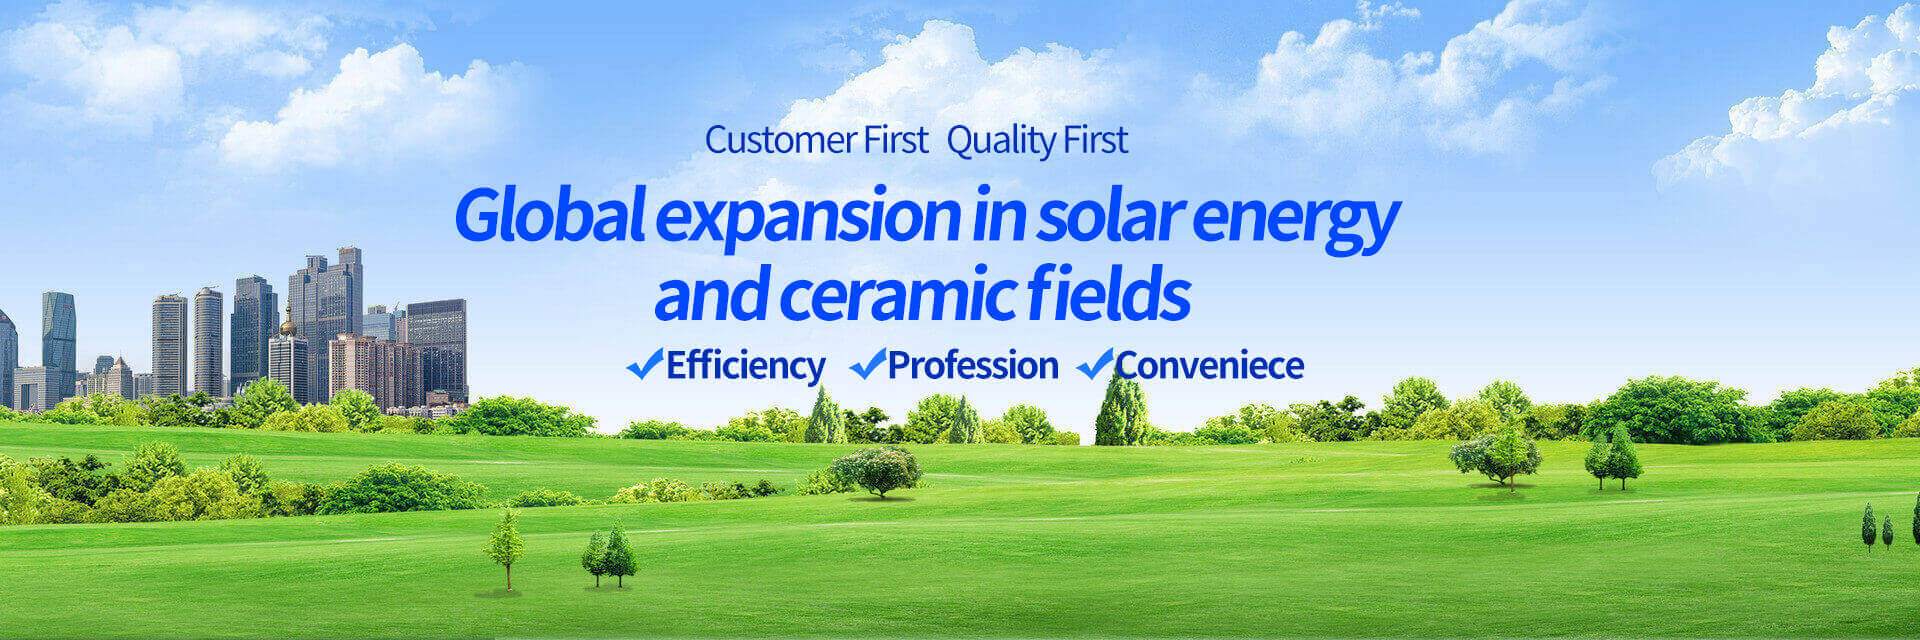 Customer First Quality First
Global expansion in solar energy
and ceramic fields
Efficiency Profession Conveniece